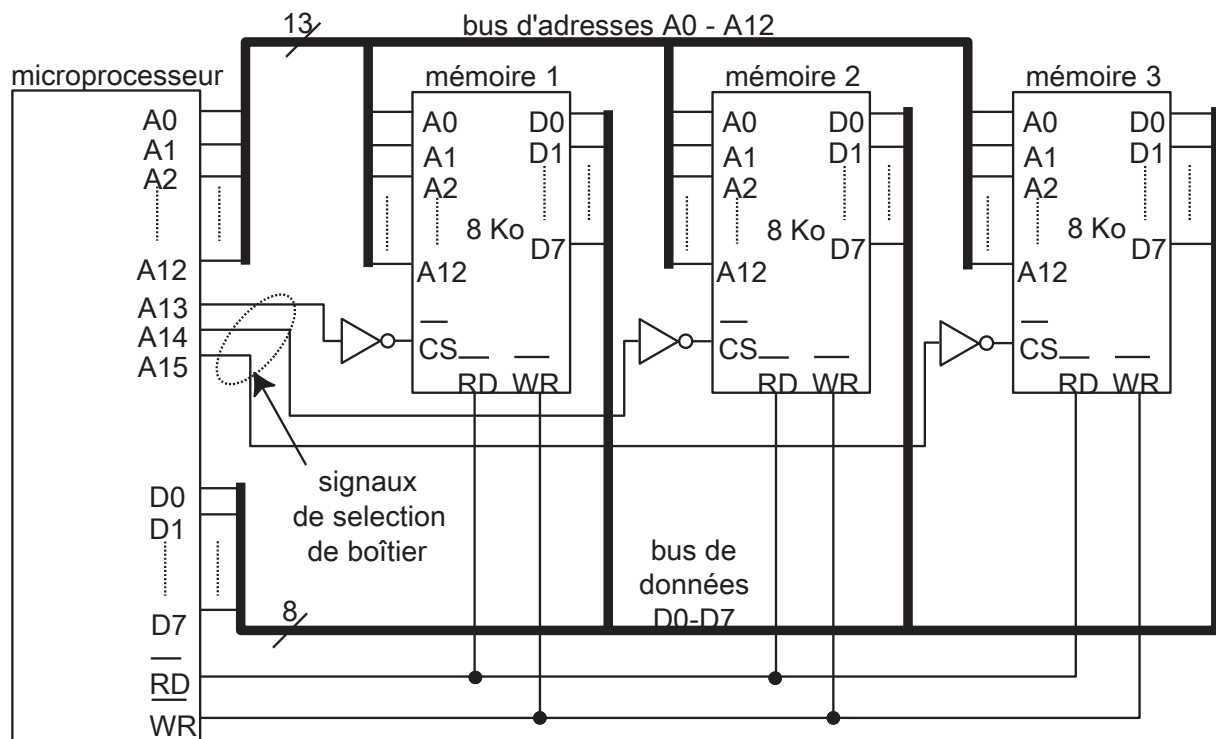 13
bus d'adresses A0 - A12
microprocesseur
mémoire 1
mémoire 2
mémoire 3
A0
A1
A2
A12
A13
A14
A15
D0
D1
D7
RD
WR
A0
A1
A2
A12
D0
D1
8 Ko
D7
CS
RD
WR
A0
A1
A2
A12
D0
D1
8 Ko
D7
CS
RD
WR
A0
A1
A2
A12
D0
D1
8 Ko
D7
CS
RD
WR
signaux
de selection
de boîtier
8
bus de
données
D0-D7